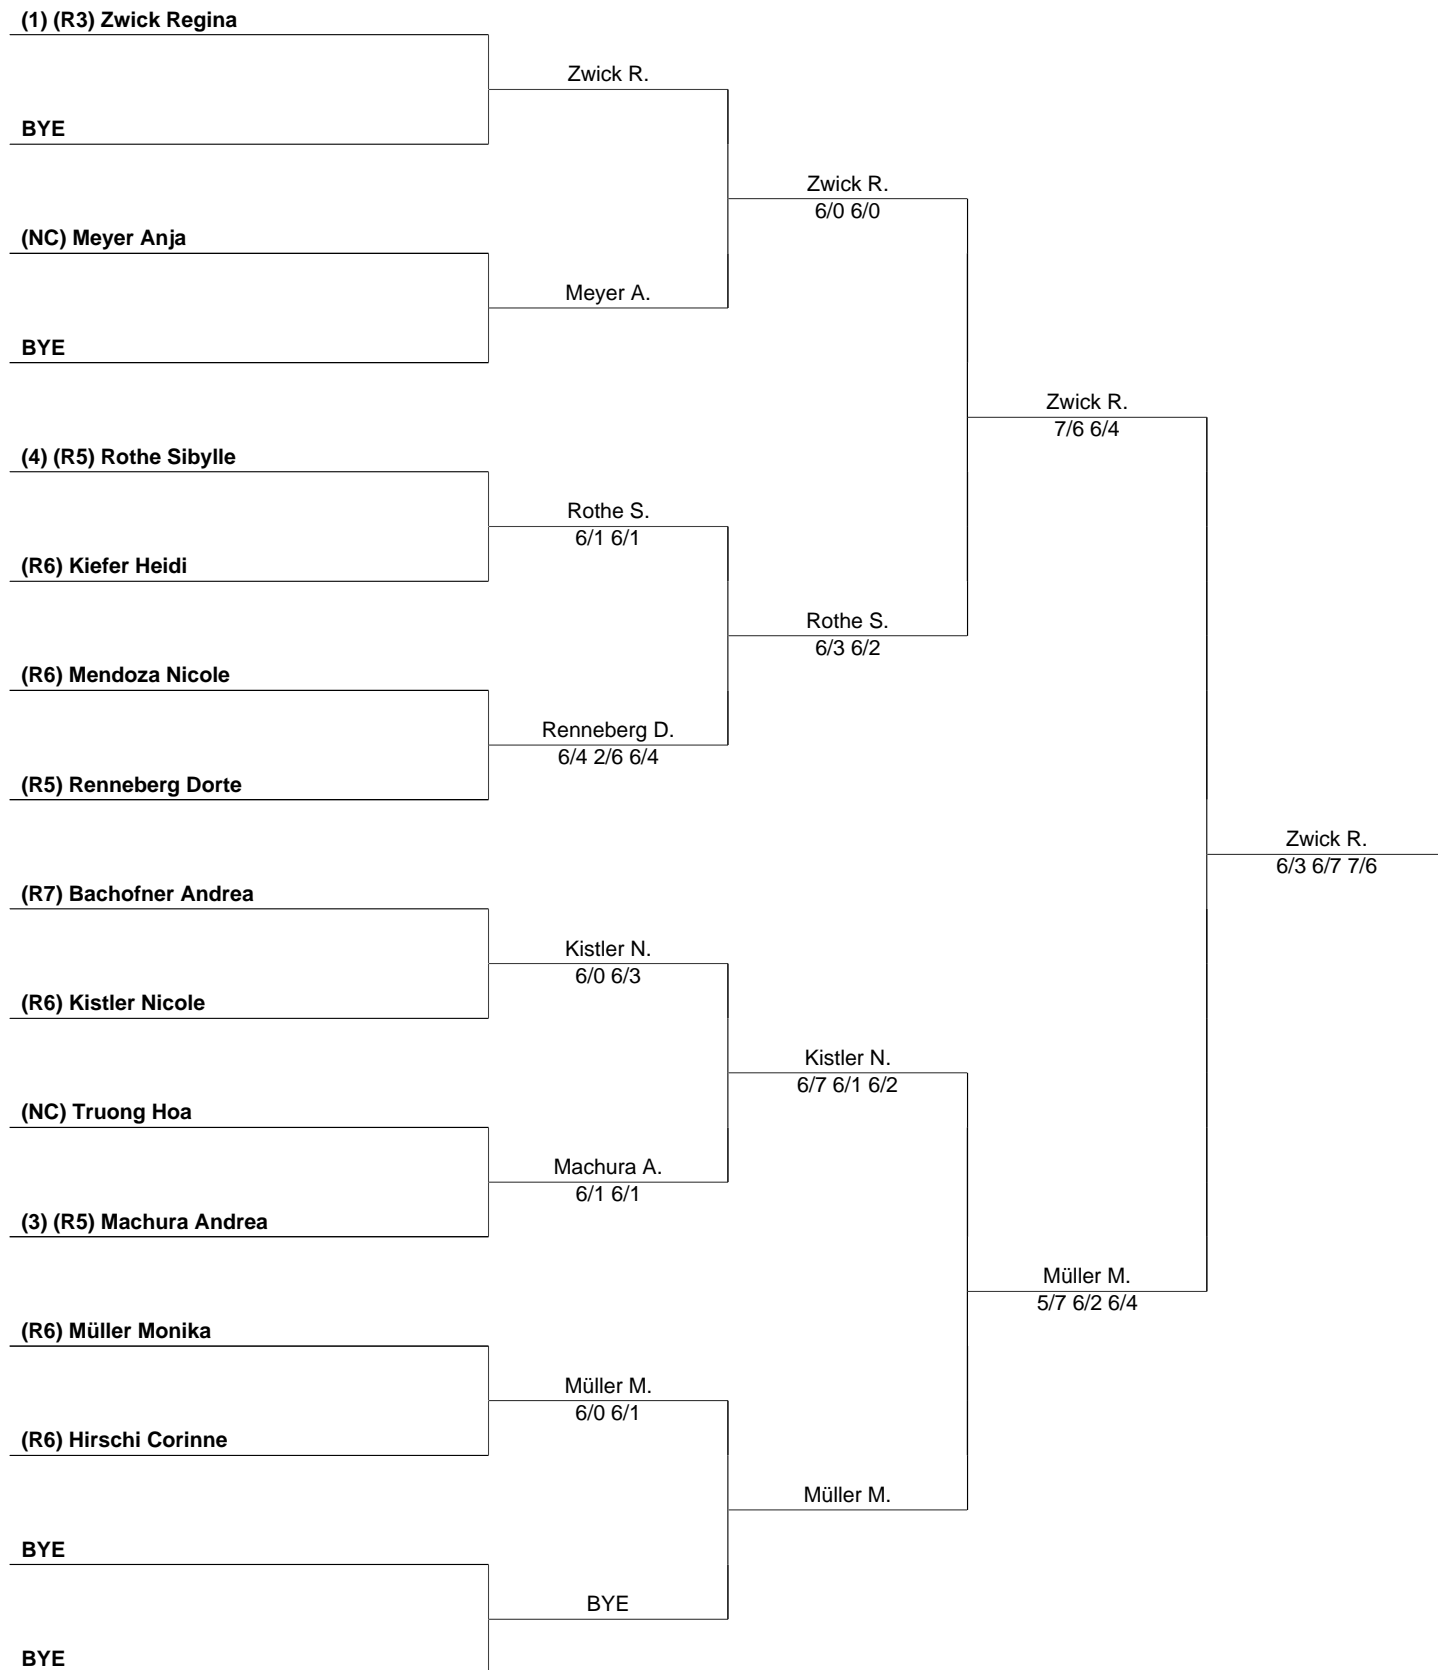 (1) (R3) Zwick Regina
Zwick R.
BYE
Zwick R.
6/0 6/0
(NC) Meyer Anja
Meyer A.
BYE
Zwick R.
7/6 6/4
(4) (R5) Rothe Sibylle
Rothe S.
6/1 6/1
(R6) Kiefer Heidi
Rothe S.
6/3 6/2
(R6) Mendoza Nicole
Renneberg D.
6/4 2/6 6/4
(R5) Renneberg Dorte
Zwick R.
6/3 6/7 7/6
(R7) Bachofner Andrea
Kistler N.
6/0 6/3
(R6) Kistler Nicole
Kistler N.
6/7 6/1 6/2
(NC) Truong Hoa
Machura A.
6/1 6/1
(3) (R5) Machura Andrea
Müller M.
5/7 6/2 6/4
(R6) Müller Monika
Müller M.
6/0 6/1
(R6) Hirschi Corinne
Müller M.
BYE
BYE
BYE